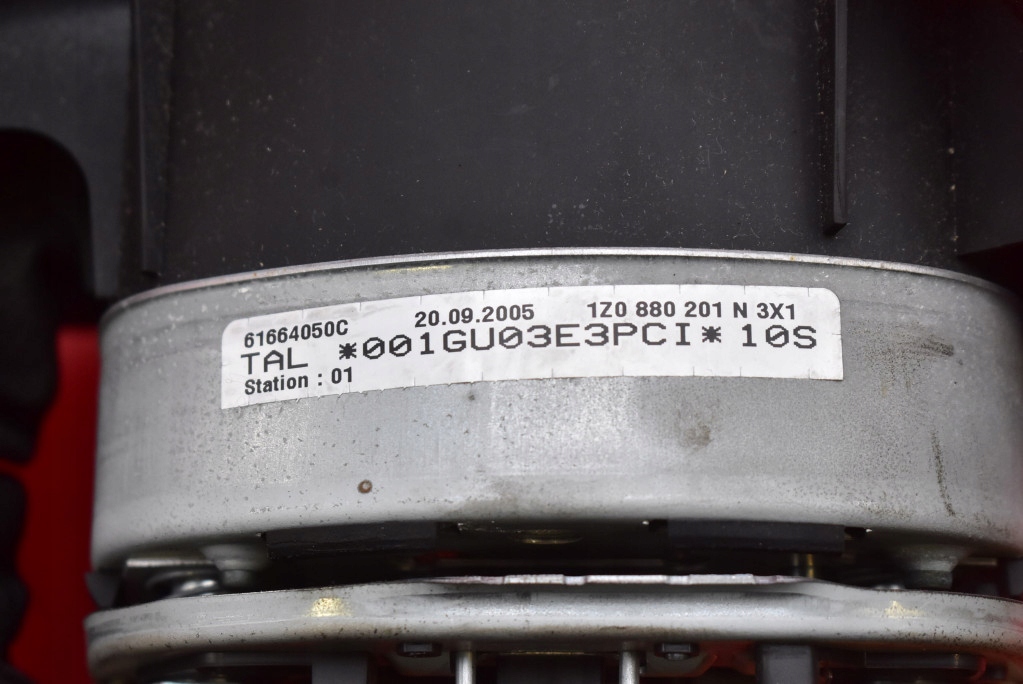 61664050C 20.09.2005 1Z0 880 201 N 3X1
TAL *001GU03E3PCI* 10S
Station : 01